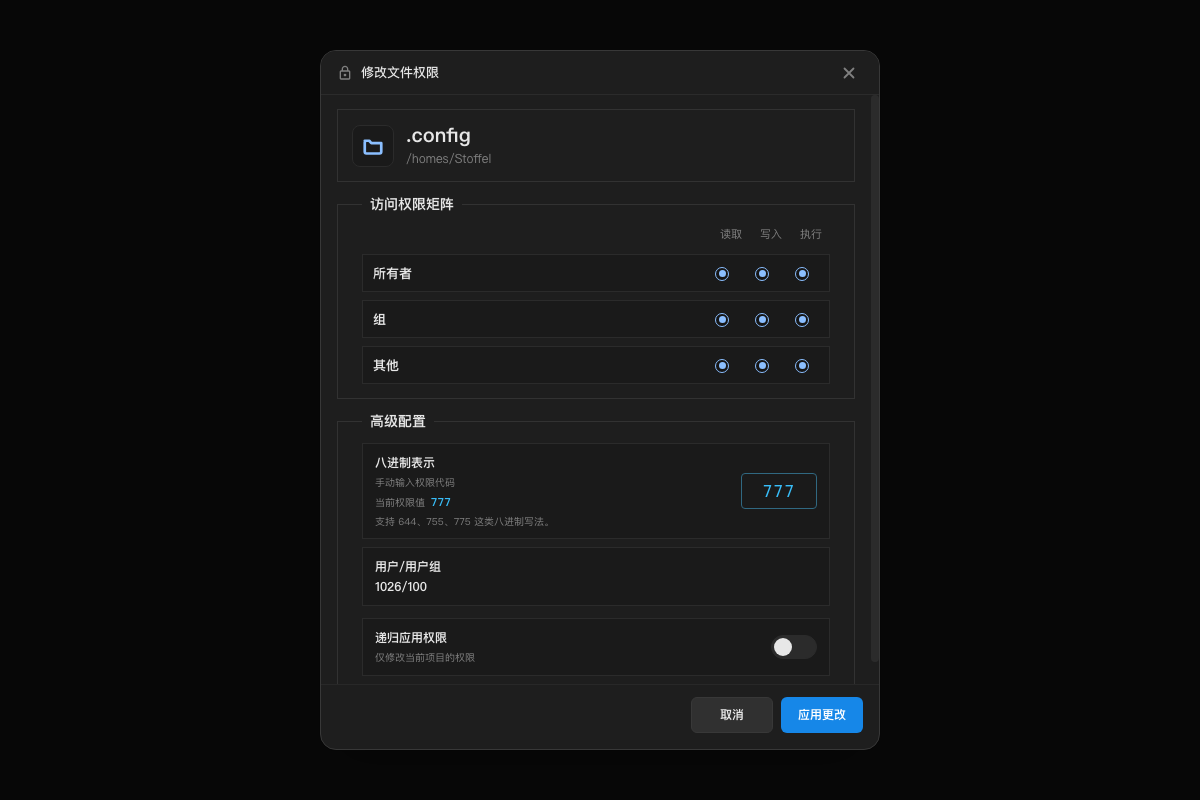 修改文件权限
.config
/homes/Stoffel
访问权限矩阵
读取 写入 执行
所有者
组
其他
高级配置
八进制表示
手动输入权限代码
当前权限值 777
支持 644、755、775 这类八进制写法。
777
用户/用户组
1026/100
递归应用权限
仅修改当前项目的权限
取消 应用更改